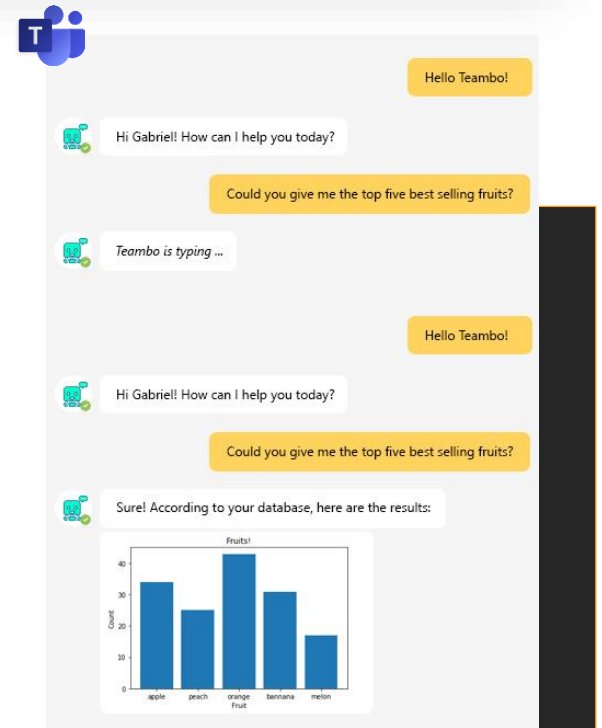 T
Hello Teambo!
Hi Gabriel! How can I help you today?
Could you give me the top five best selling fruits?
Teambo is typing ...
Hello Teambo!
Hi Gabriel! How can I help you today?
Could you give me the top five best selling fruits?
Sure! According to your database, here are the results:
Fruits!
40
30
20
10
0
Count
apple peach orange bannana melon
Fruit